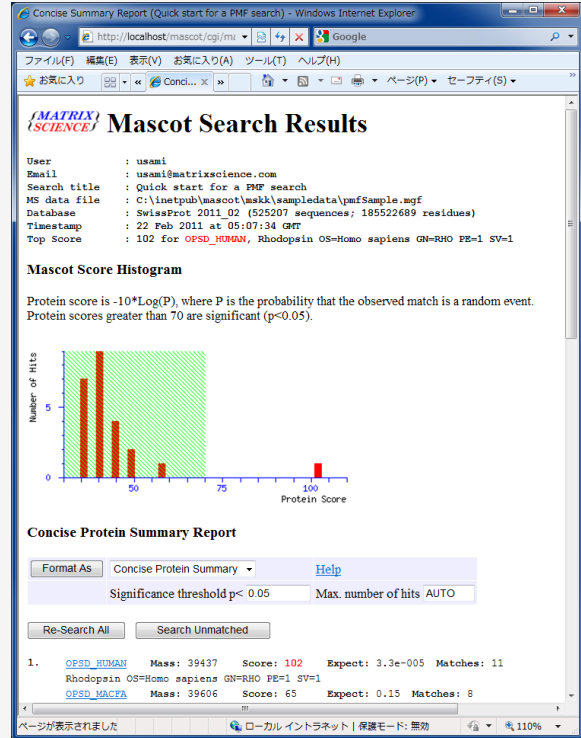 Concise Summary Report (Quick start for a PMF search) - Windows Internet Explorer
http://localhost/mascot/cgi/ma Google
ファイル(F) 編集(E) 表示(V) お気に入り(A) ツール(T) ヘルプ(H)
お気に入り Conci... ページ(P) セーフティ(S)
{MATRIX} {SCIENCE} Mascot Search Results
User : usami
Email : usami@matrixscience.com
Search title : Quick start for a PMF search
MS data file : C:\inetpub\mascot\mskk\sampledata\pmfSample.mgf
Database : SwissProt 2011_02 (525207 sequences; 185522689 residues)
Timestamp : 22 Feb 2011 at 05:07:34 GMT
Top Score : 102 for OPSD_HUMAN, Rhodopsin OS=Homo sapiens GN=RHO PE=1 SV=1
Mascot Score Histogram
Protein score is -10*Log(P), where P is the probability that the observed match is a random event.
Protein scores greater than 70 are significant (p<0.05).
Number of Hits
5
0
50 75 100
Protein Score
Concise Protein Summary Report
Format As Concise Protein Summary Help
Significance threshold p< 0.05 Max. number of hits AUTO
Re-Search All Search Unmatched
1. OPSD_HUMAN Mass: 39437 Score: 102 Expect: 3.3e-005 Matches: 11
Rhodopsin OS=Homo sapiens GN=RHO PE=1 SV=1
OPSD_MACFA Mass: 39606 Score: 65 Expect: 0.15 Matches: 8
ページが表示されました ローカル イントラネット | 保護モード: 無効 110%